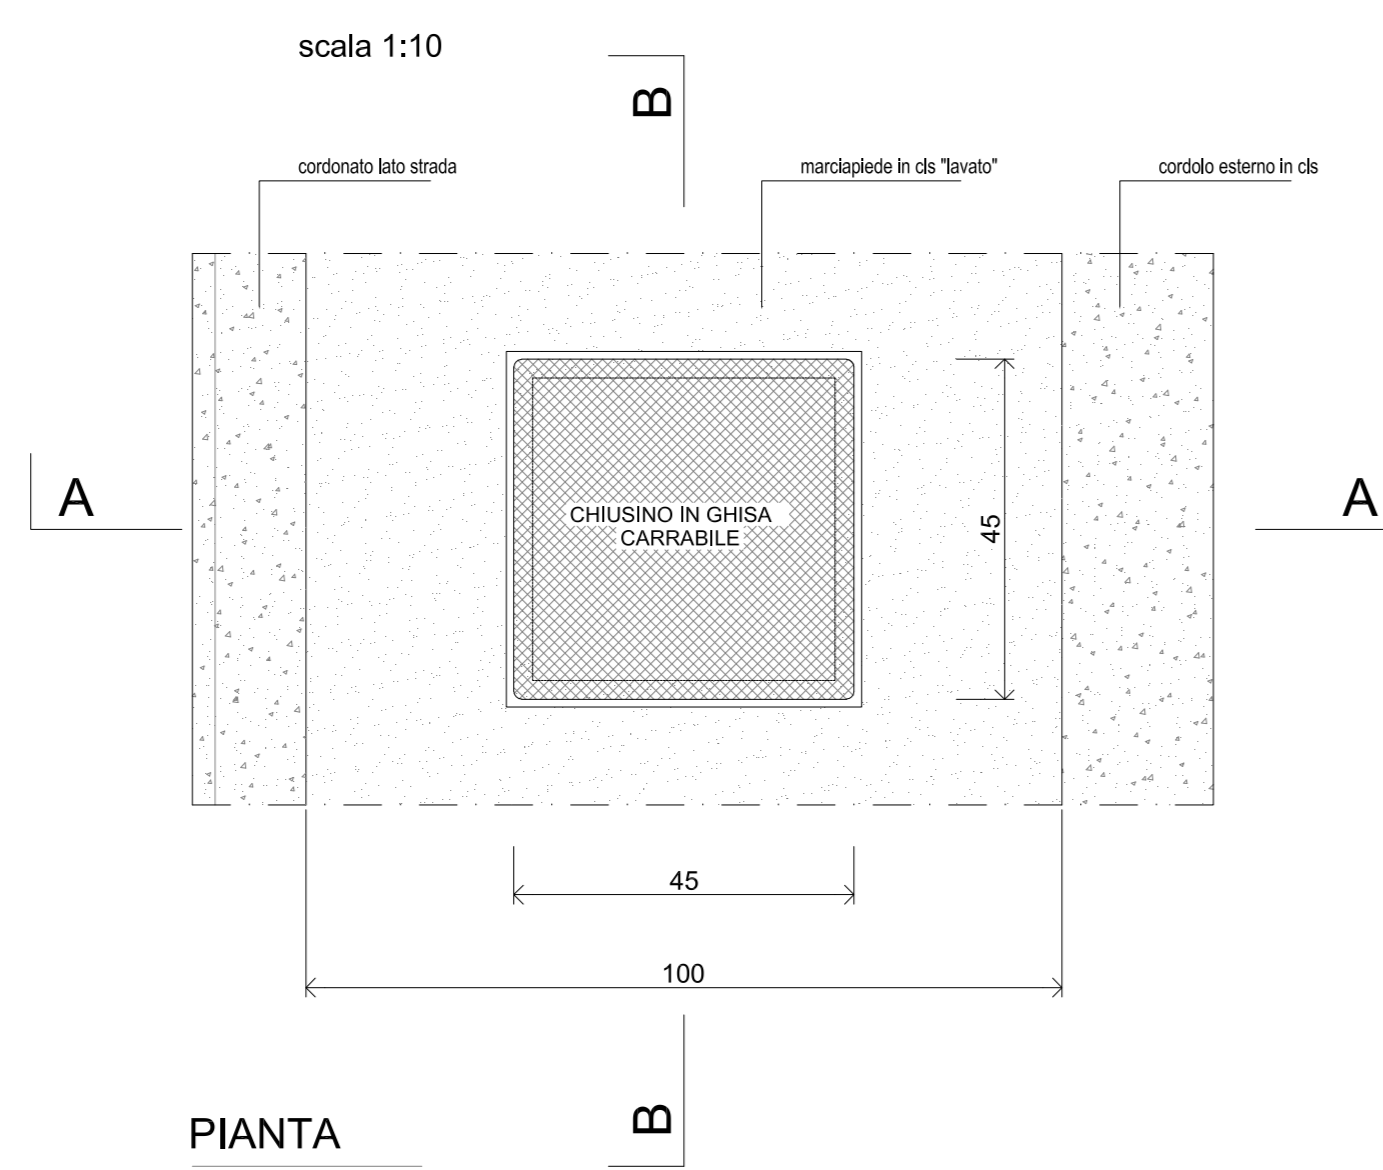 scala 1:10
B
cordonato lato strada
marciapiede in cls "lavato"
cordolo esterno in cls
A
A
CHIUSINO IN GHISA
CARRABILE
45
45
100
B
PIANTA